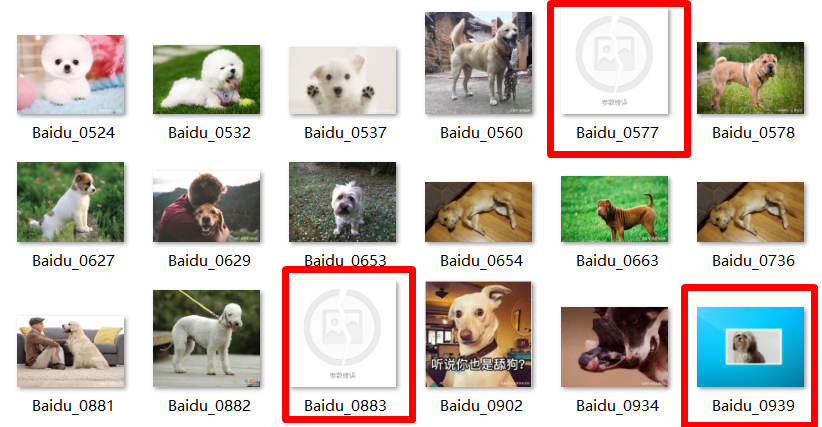 参数错误
Baidu_0524
Baidu_0532
Baidu_0537
Baidu_0560
Baidu_0577
Baidu_0578
Baidu_0627
Baidu_0629
Baidu_0653
Baidu_0654
Baidu_0663
Baidu_0736
参数错误
听说你也是舔狗?
Baidu_0881
Baidu_0882
Baidu_0883
Baidu_0902
Baidu_0934
Baidu_0939